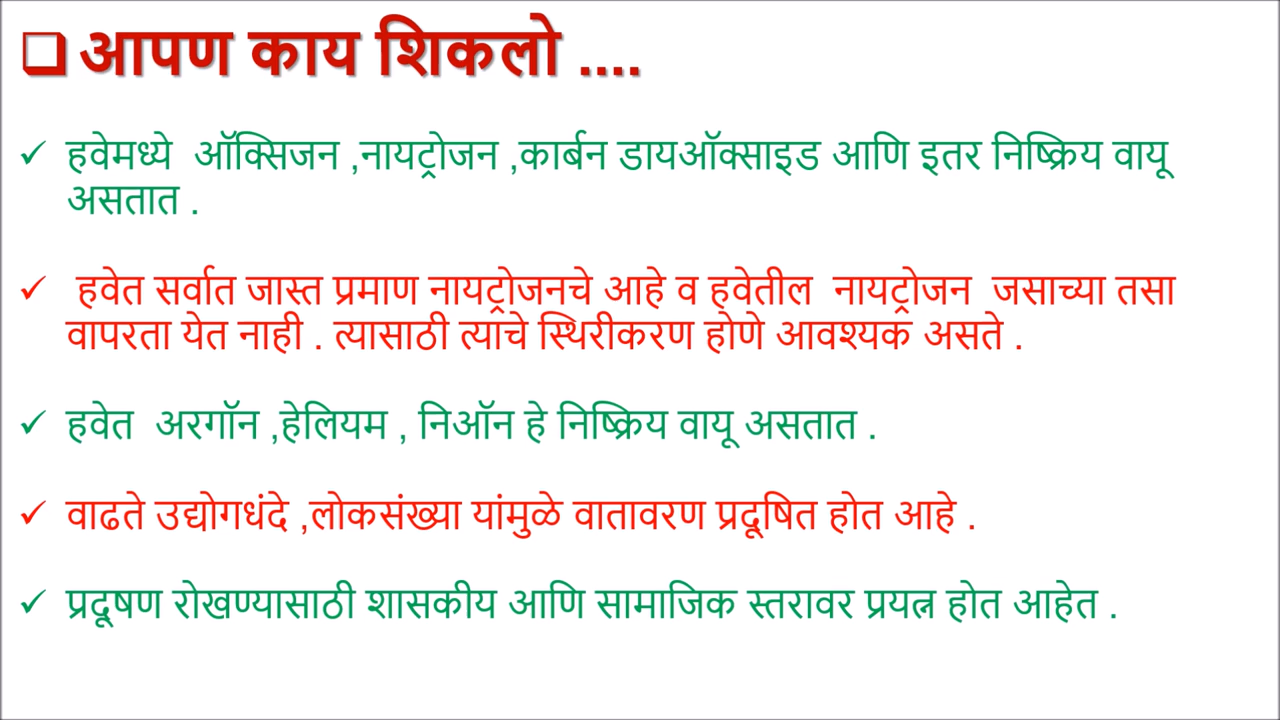 आपण काय शिकलो ....
हवेमध्ये ऑक्सिजन ,नायट्रोजन ,कार्बन डायऑक्साइड आणि इतर निष्क्रिय वायू
असतात .
हवेत सर्वात जास्त प्रमाण नायट्रोजनचे आहे व हवेतील नायट्रोजन जसाच्या तसा
वापरता येत नाही . त्यासाठी त्याचे स्थिरीकरण होणे आवश्यक असते .
हवेत अरगॉन ,हेलियम , निऑन हे निष्क्रिय वायू असतात .
वाढते उद्योगधंदे ,लोकसंख्या यांमुळे वातावरण प्रदूषित होत आहे .
प्रदूषण रोखण्यासाठी शासकीय आणि सामाजिक स्तरावर प्रयत्न होत आहेत .